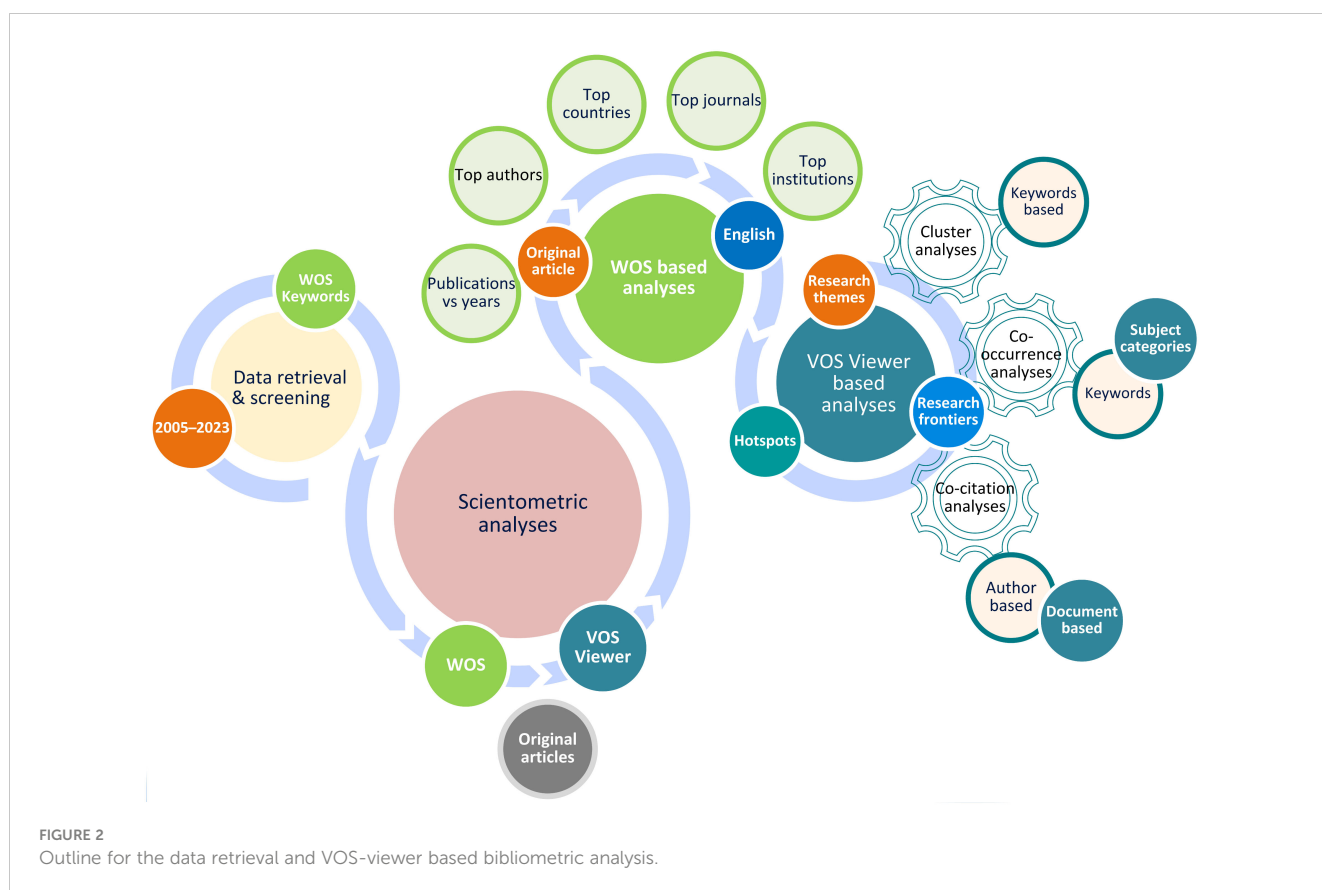 WOS
Keywords
Data retrieval
& screening
2005–2023
Scientometric
analyses
WOS
VOS
Viewer
Original
articles
Publications
vs years
Top authors
Top
countries
Top journals
Top
institutions
Original
article
WOS based
analyses
English
Research
themes
VOS Viewer
based
analyses
Research
frontiers
Hotspots
Cluster
analyses
Keywords
based
Co-
occurrence
analyses
Subject
categories
Keywords
Co-citation
analyses
Author
based
Document
based
FIGURE 2
Outline for the data retrieval and VOS-viewer based bibliometric analysis.